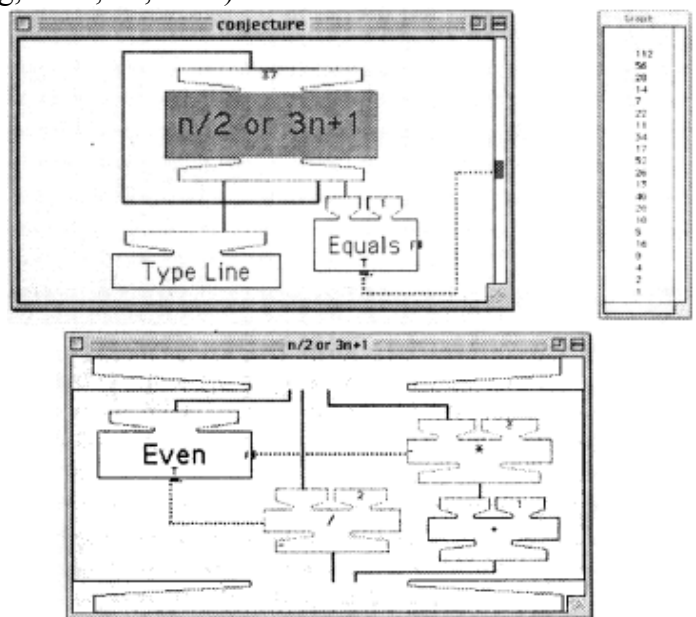 conjecture
37
n/2 or 3n+1
1
Equals
F
T
Type Line
Graph
112
56
28
14
7
22
11
34
17
52
26
13
40
20
10
5
16
8
4
2
1
n/2 or 3n+1
Even
F
T
3
*
2
/
1
+